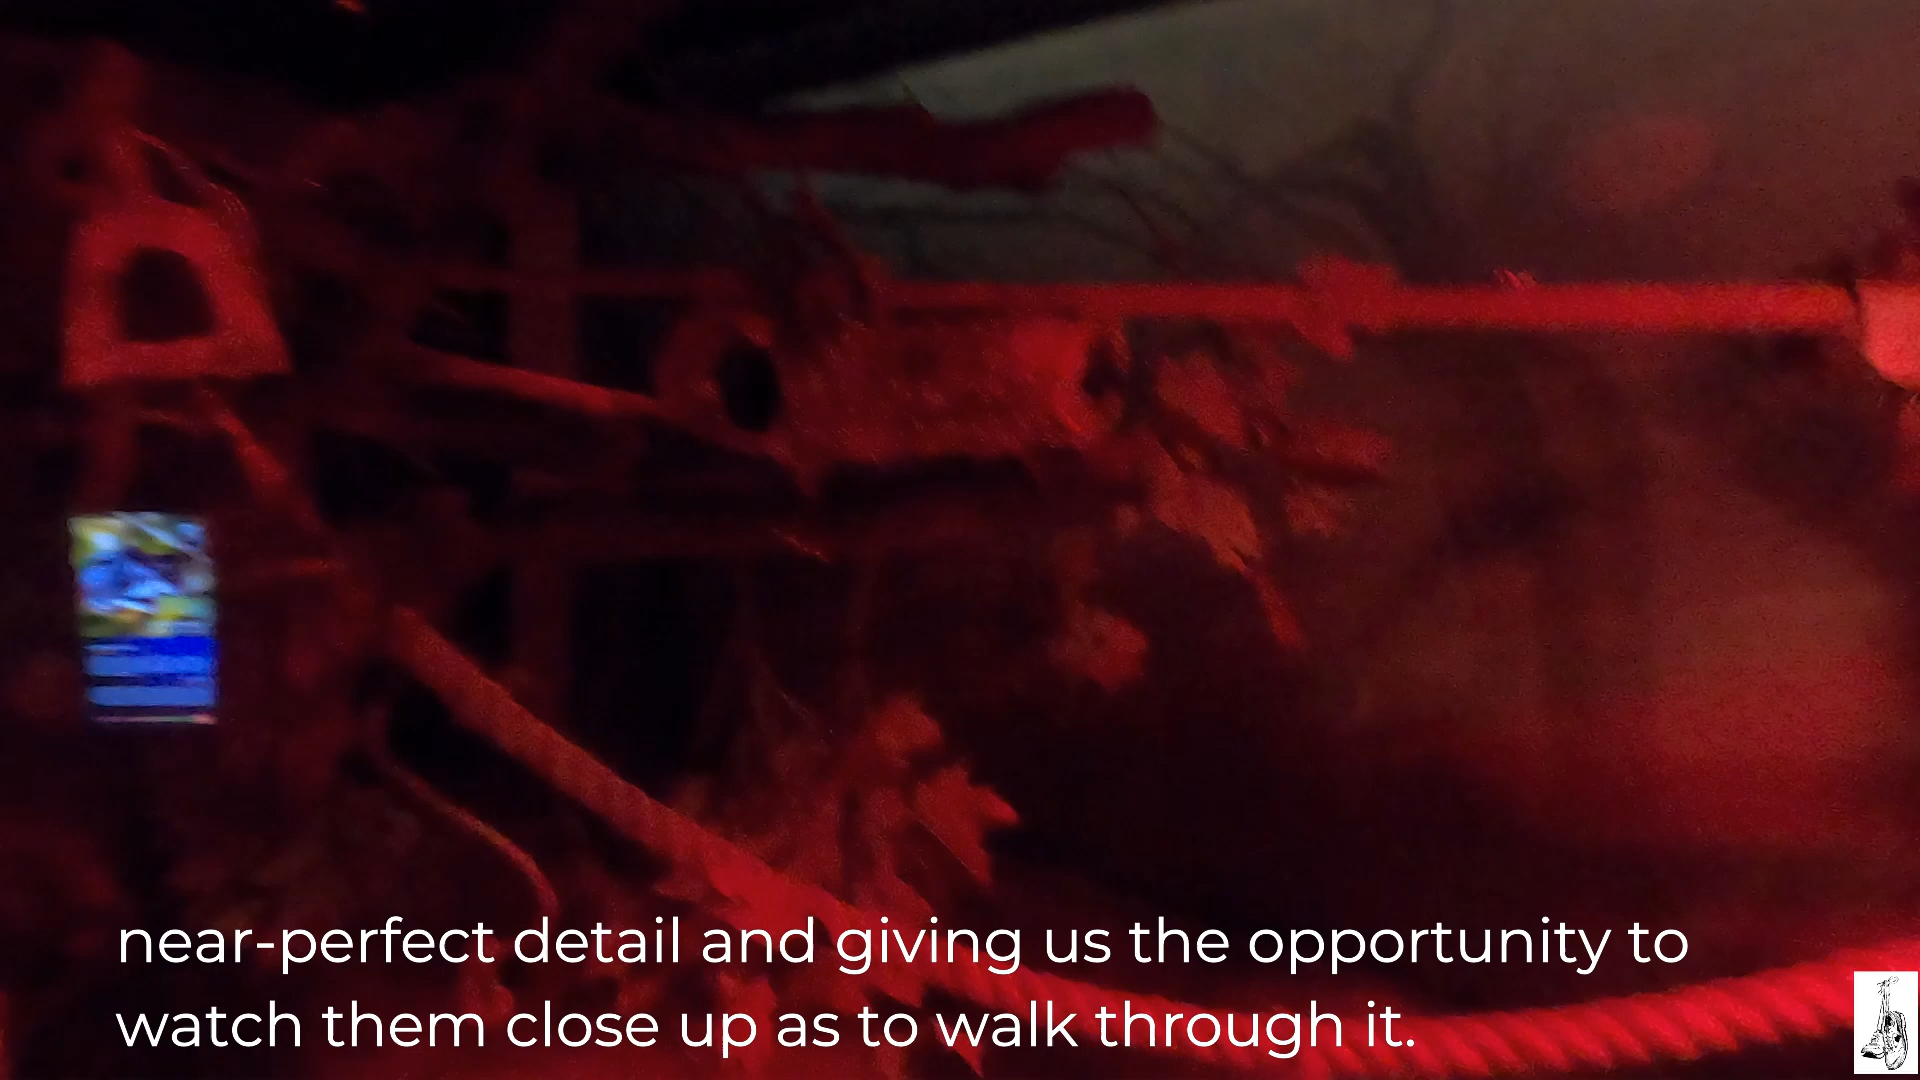 near-perfect detail and giving us the opportunity to
watch them close up as to walk through it.